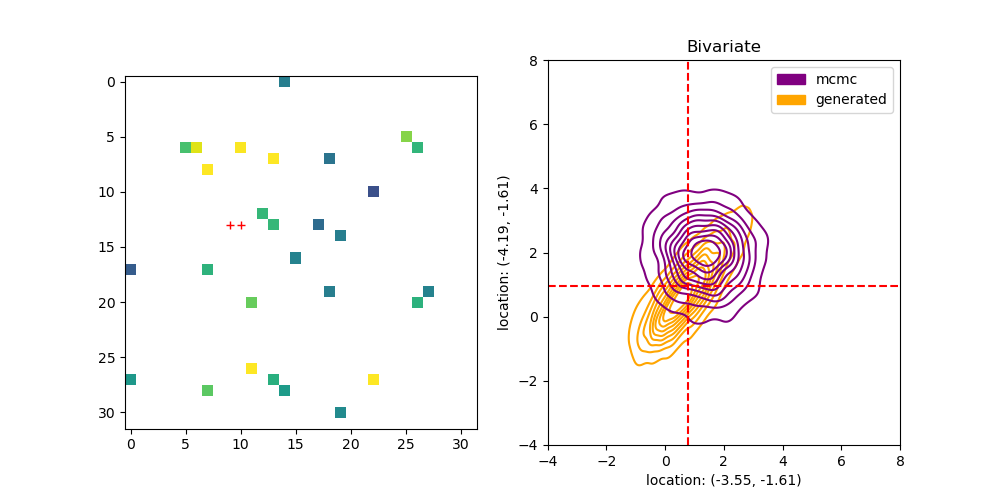 0
5
10
15
20
25
30
0 5 10 15 20 25 30
Bivariate
mcmc
generated
8
6
4
2
0
−2
−4
−4 −2 0 2 4 6 8
location: (-4.19, -1.61)
location: (-3.55, -1.61)